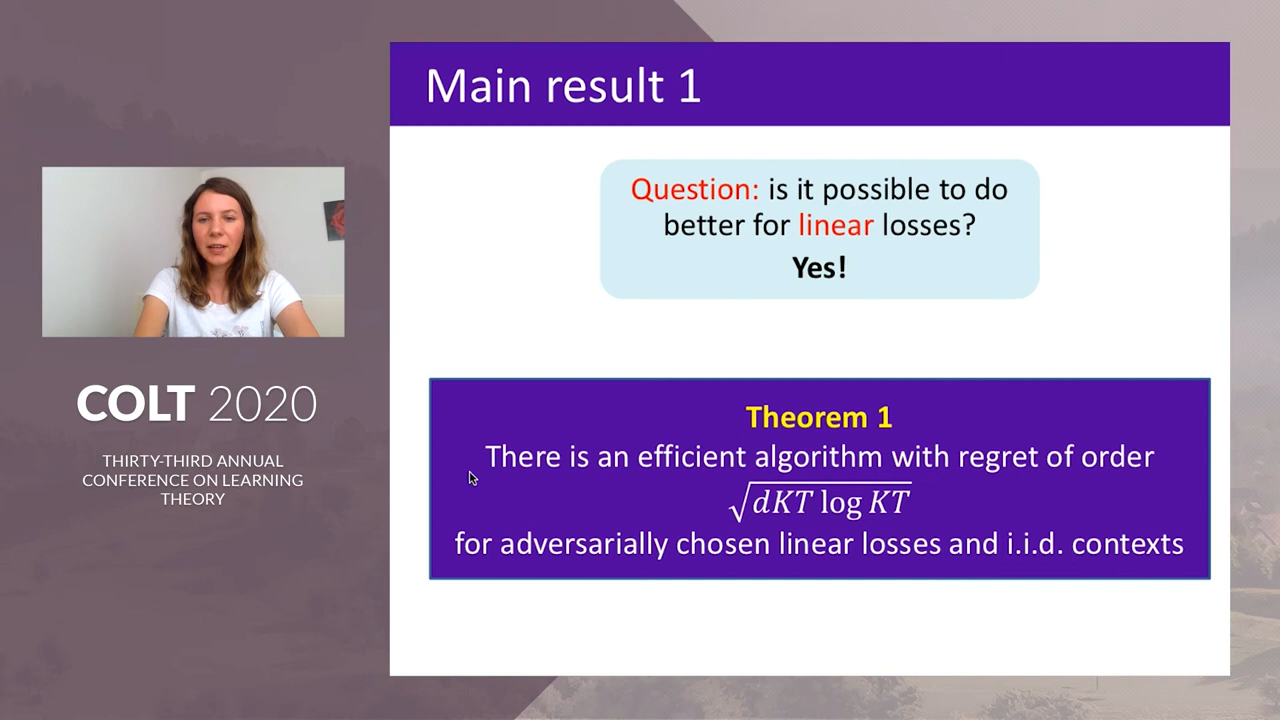 Main result 1
Question: is it possible to do
better for linear losses?
Yes!
Theorem 1
There is an efficient algorithm with regret of order
√dKT log KT
for adversarially chosen linear losses and i.i.d. contexts
COLT 2020
THIRTY-THIRD ANNUAL
CONFERENCE ON LEARNING
THEORY